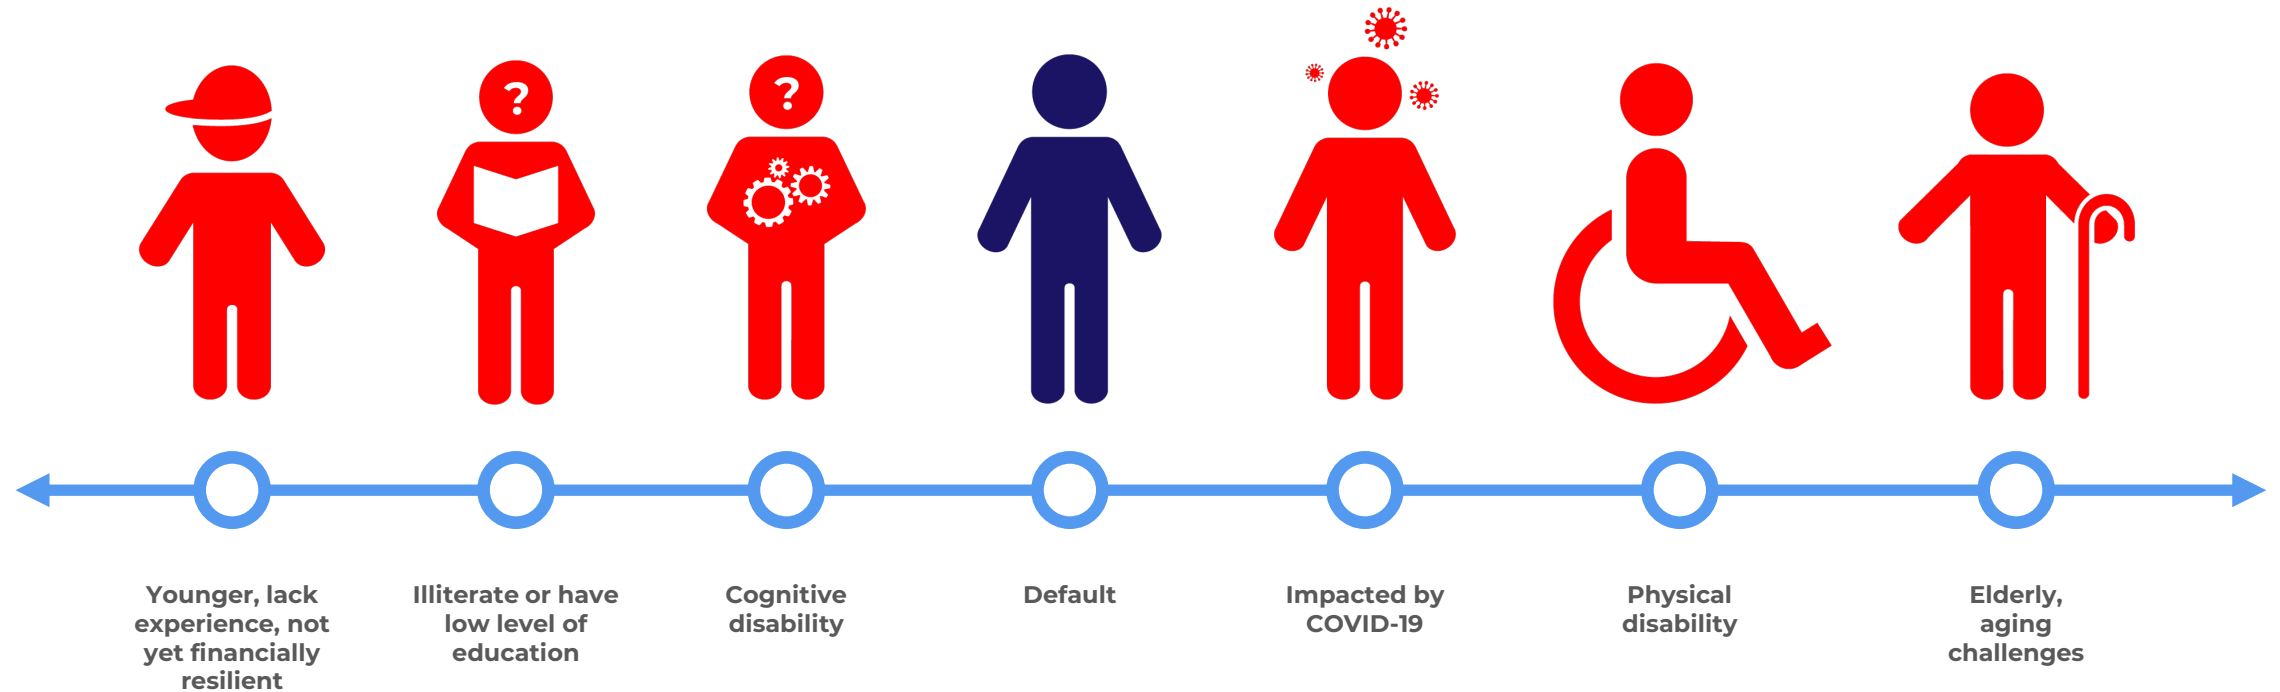 ?
?
Younger, lack
experience, not
yet financially
resilient
Illiterate or have
low level of
education
Cognitive
disability
Default
Impacted by
COVID-19
Physical
disability
Elderly,
aging
challenges